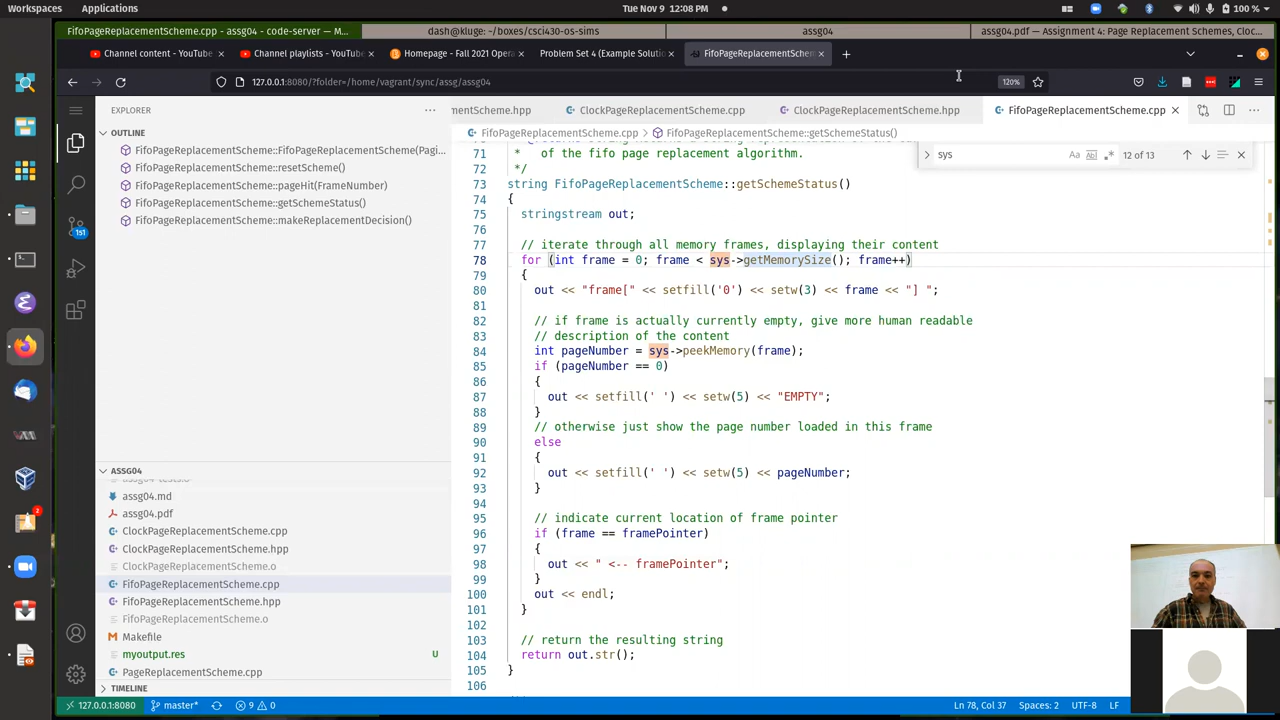 Workspaces Applications Tue Nov 9 12:08 PM 100 %
FifoPageReplacementScheme.cpp - assg04 - code-server — M... dash@kluge: ~/boxes/csci430-os-sims assg04 assg04.pdf — Assignment 4: Page Replacement Schemes, Cloc...
Channel content - YouTube Channel playlists - YouTube Homepage - Fall 2021 Opera Problem Set 4 (Example Solutio FifoPageReplacementSchem
127.0.0.1:8080/?folder=/home/vagrant/sync/assg/assg04 120%
EXPLORER mentScheme.hpp ClockPageReplacementScheme.cpp ClockPageReplacementScheme.hpp FifoPageReplacementScheme.cpp
OUTLINE FifoPageReplacementScheme.cpp FifoPageReplacementScheme::getSchemeStatus()
FifoPageReplacementScheme::FifoPageReplacementScheme(Pagi...
FifoPageReplacementScheme::resetScheme()
FifoPageReplacementScheme::pageHit(FrameNumber)
FifoPageReplacementScheme::getSchemeStatus()
FifoPageReplacementScheme::makeReplacementDecision()
sys Aa ab 12 of 13
71 * of the fifo page replacement algorithm.
72 */
73 string FifoPageReplacementScheme::getSchemeStatus()
74 {
75 stringstream out;
76
77 // iterate through all memory frames, displaying their content
78 for (int frame = 0; frame < sys->getMemorySize(); frame++)
79 {
80 out << "frame[" << setfill('0') << setw(3) << frame << "] ";
81
82 // if frame is actually currently empty, give more human readable
83 // description of the content
84 int pageNumber = sys->peekMemory(frame);
85 if (pageNumber == 0)
86 {
87 out << setfill(' ') << setw(5) << "EMPTY";
88 }
89 // otherwise just show the page number loaded in this frame
90 else
91 {
92 out << setfill(' ') << setw(5) << pageNumber;
93 }
94
95 // indicate current location of frame pointer
96 if (frame == framePointer)
97 {
98 out << " <-- framePointer";
99 }
100 out << endl;
101 }
102
103 // return the resulting string
104 return out.str();
105 }
106
151
2
ASSG04
assg04.md
assg04.pdf
ClockPageReplacementScheme.cpp
ClockPageReplacementScheme.hpp
ClockPageReplacementScheme.o
FifoPageReplacementScheme.cpp
FifoPageReplacementScheme.hpp
FifoPageReplacementScheme.o
Makefile
myoutput.res U
PageReplacementScheme.cpp
TIMELINE
127.0.0.1:8080 master* 9 0 Ln 78, Col 37 Spaces: 2 UTF-8 LF